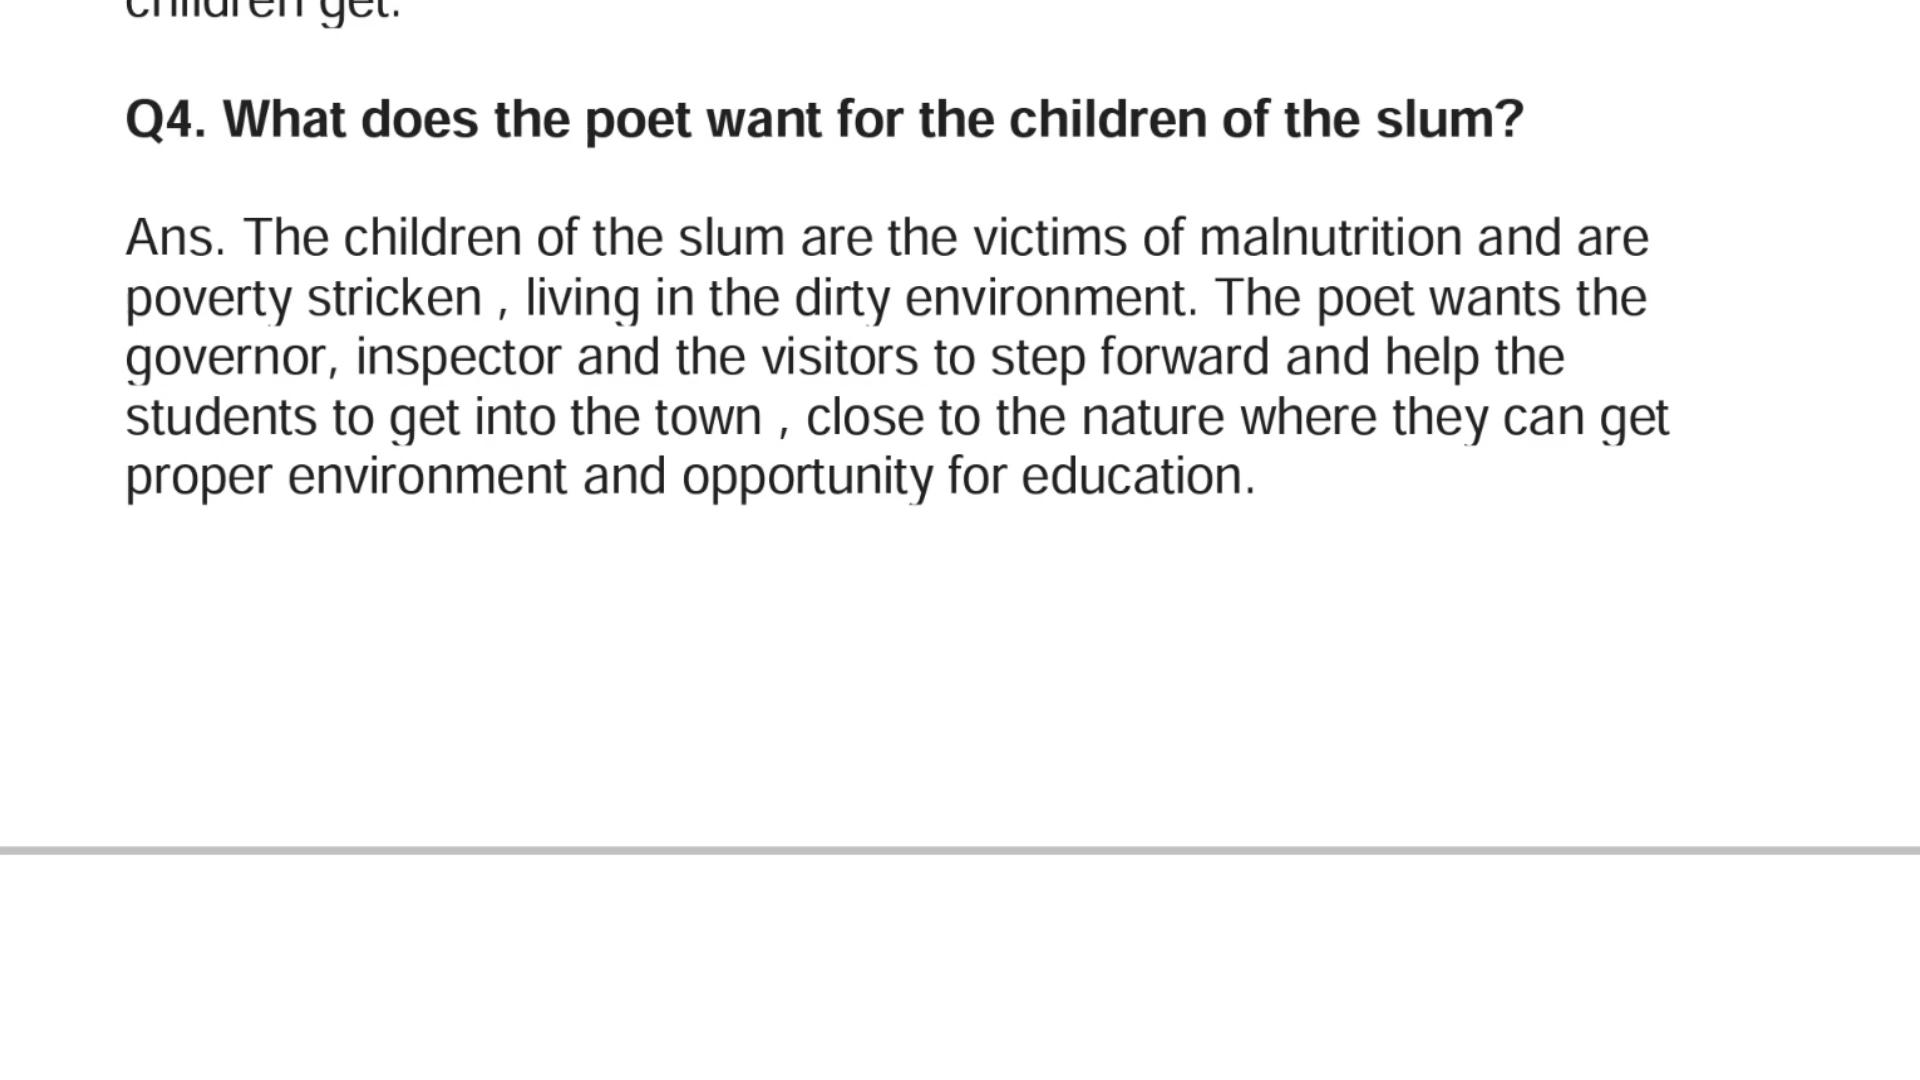 children get.
Q4. What does the poet want for the children of the slum?
Ans. The children of the slum are the victims of malnutrition and are
poverty stricken , living in the dirty environment. The poet wants the
governor, inspector and the visitors to step forward and help the
students to get into the town , close to the nature where they can get
proper environment and opportunity for education.